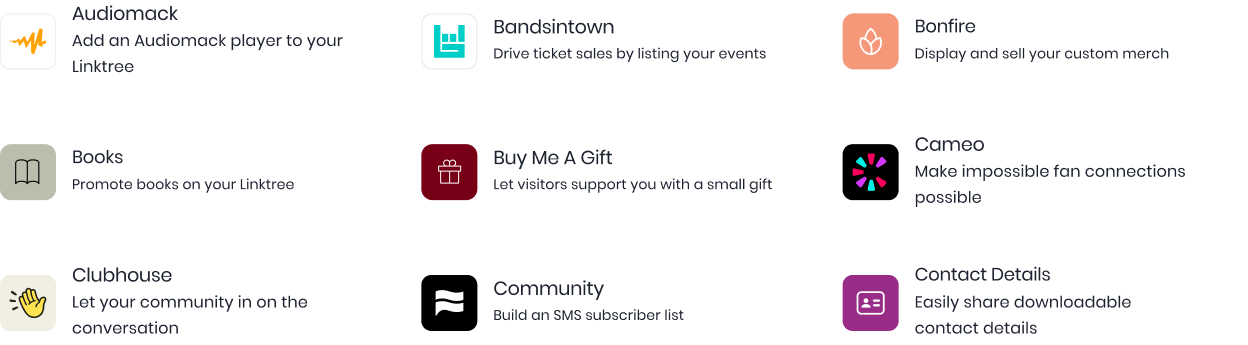 Audiomack
Add an Audiomack player to your
Linktree
Bandsintown
Drive ticket sales by listing your events
Bonfire
Display and sell your custom merch
Books
Promote books on your Linktree
Buy Me A Gift
Let visitors support you with a small gift
Cameo
Make impossible fan connections
possible
Clubhouse
Let your community in on the
conversation
Community
Build an SMS subscriber list
Contact Details
Easily share downloadable
contact details